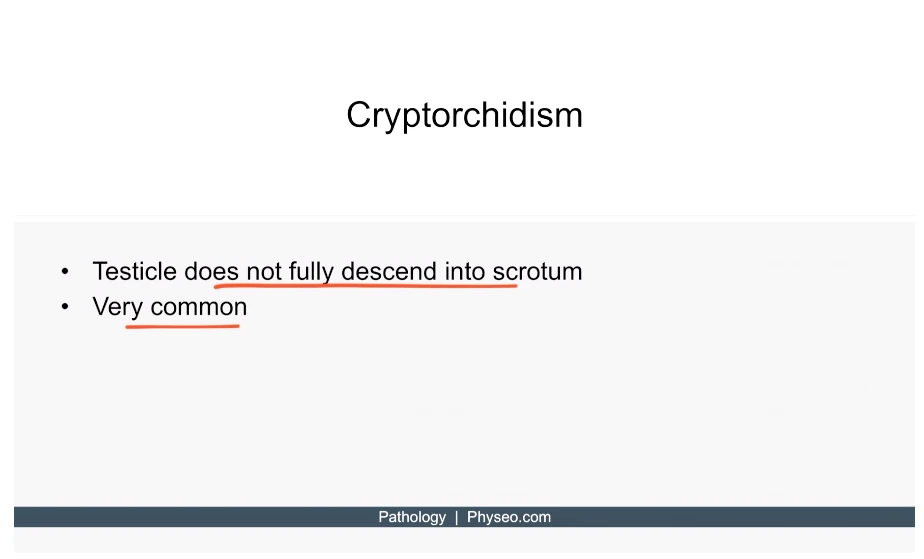 Cryptorchidism
• Testicle does not fully descend into scrotum
• Very common
Pathology | Physeo.com